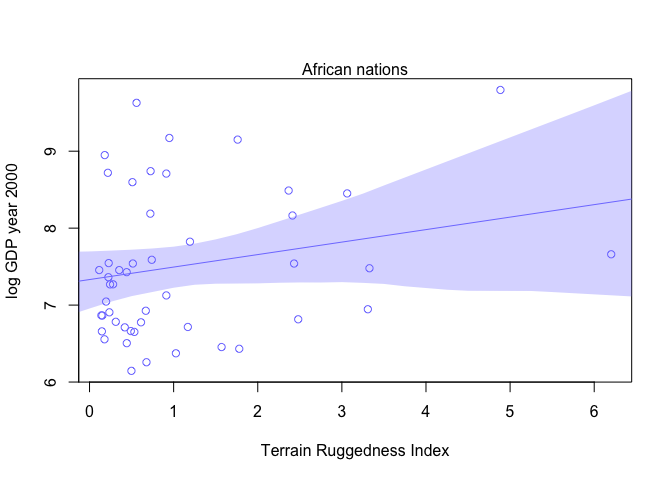 African nations
log GDP year 2000
9
8
7
6
0 1 2 3 4 5 6
Terrain Ruggedness Index